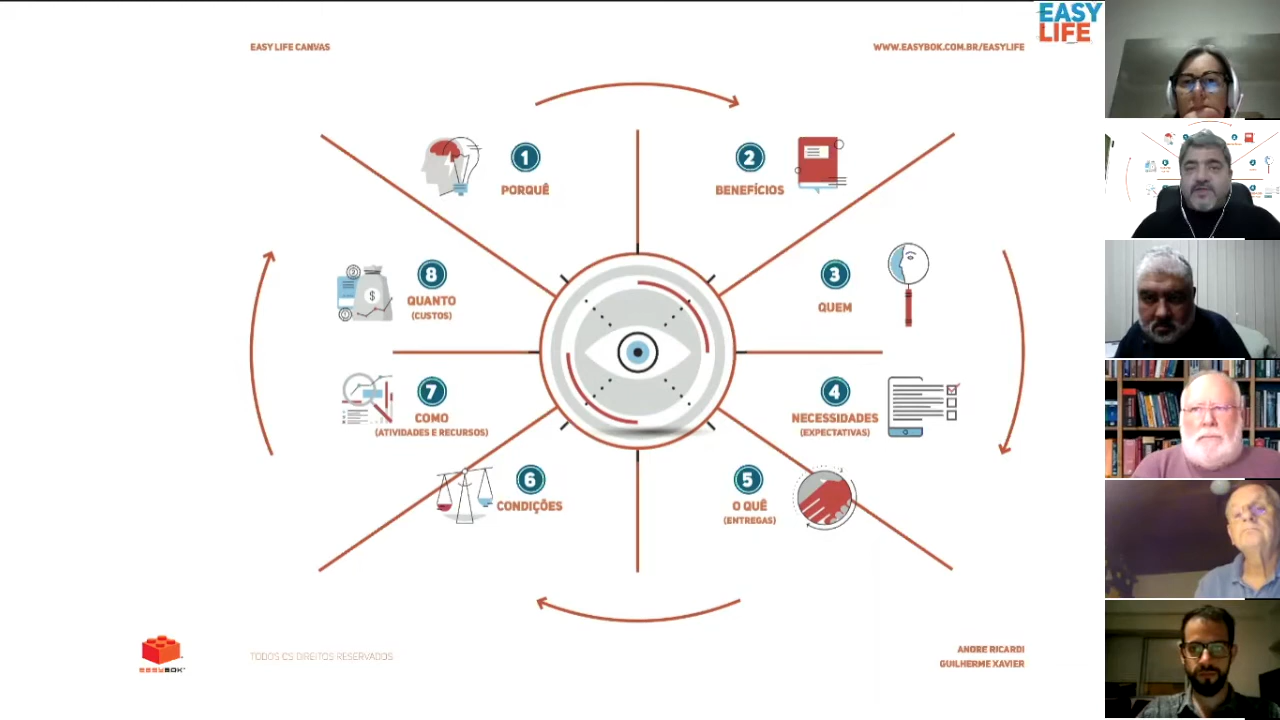 EASY LIFE CANVAS
WWW.EASYBOK.COM.BR/EASYLIFE
EASY
LIFE
1
PORQUÊ
2
BENEFÍCIOS
3
QUEM
4
NECESSIDADES
(EXPECTATIVAS)
5
O QUÊ
(ENTREGAS)
6
CONDIÇÕES
7
COMO
(ATIVIDADES E RECURSOS)
8
QUANTO
(CUSTOS)
$
EASYBOK
TODOS OS DIREITOS RESERVADOS
ANDRE RICARDI
GUILHERME XAVIER